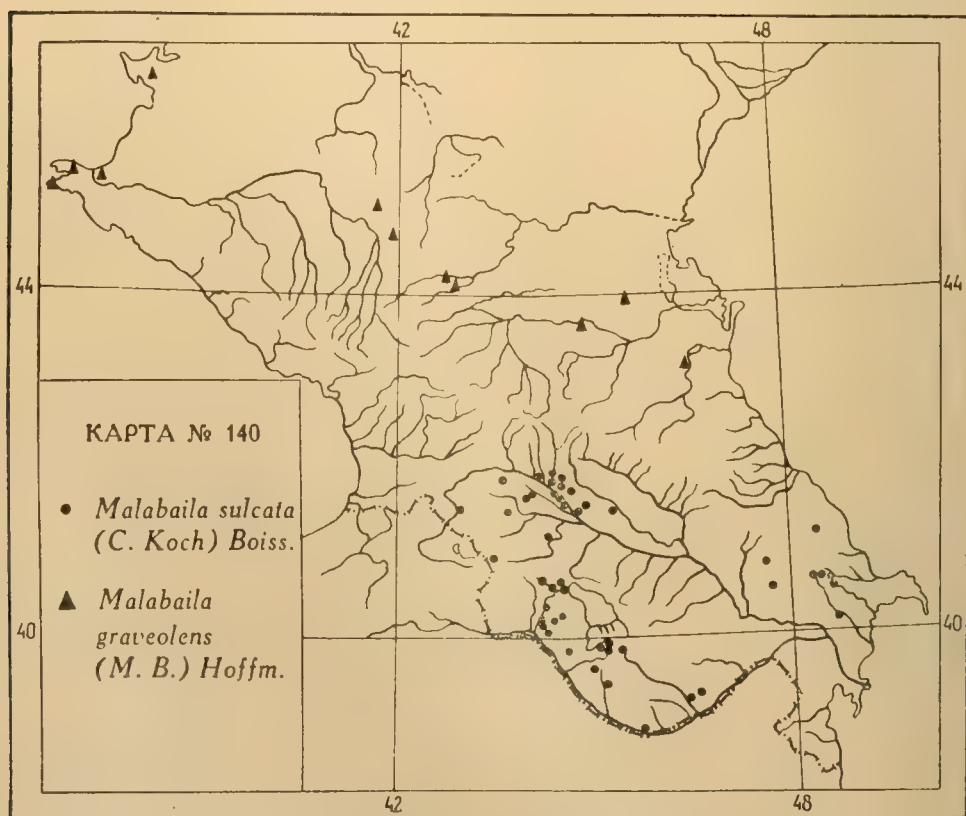 42 48
44 44
КАРТА № 140
• Malabaila sulcata
(C. Koch) Boiss.
▲ Malabaila
graveolens
(M. B.) Hoffm.
40 40
42 48